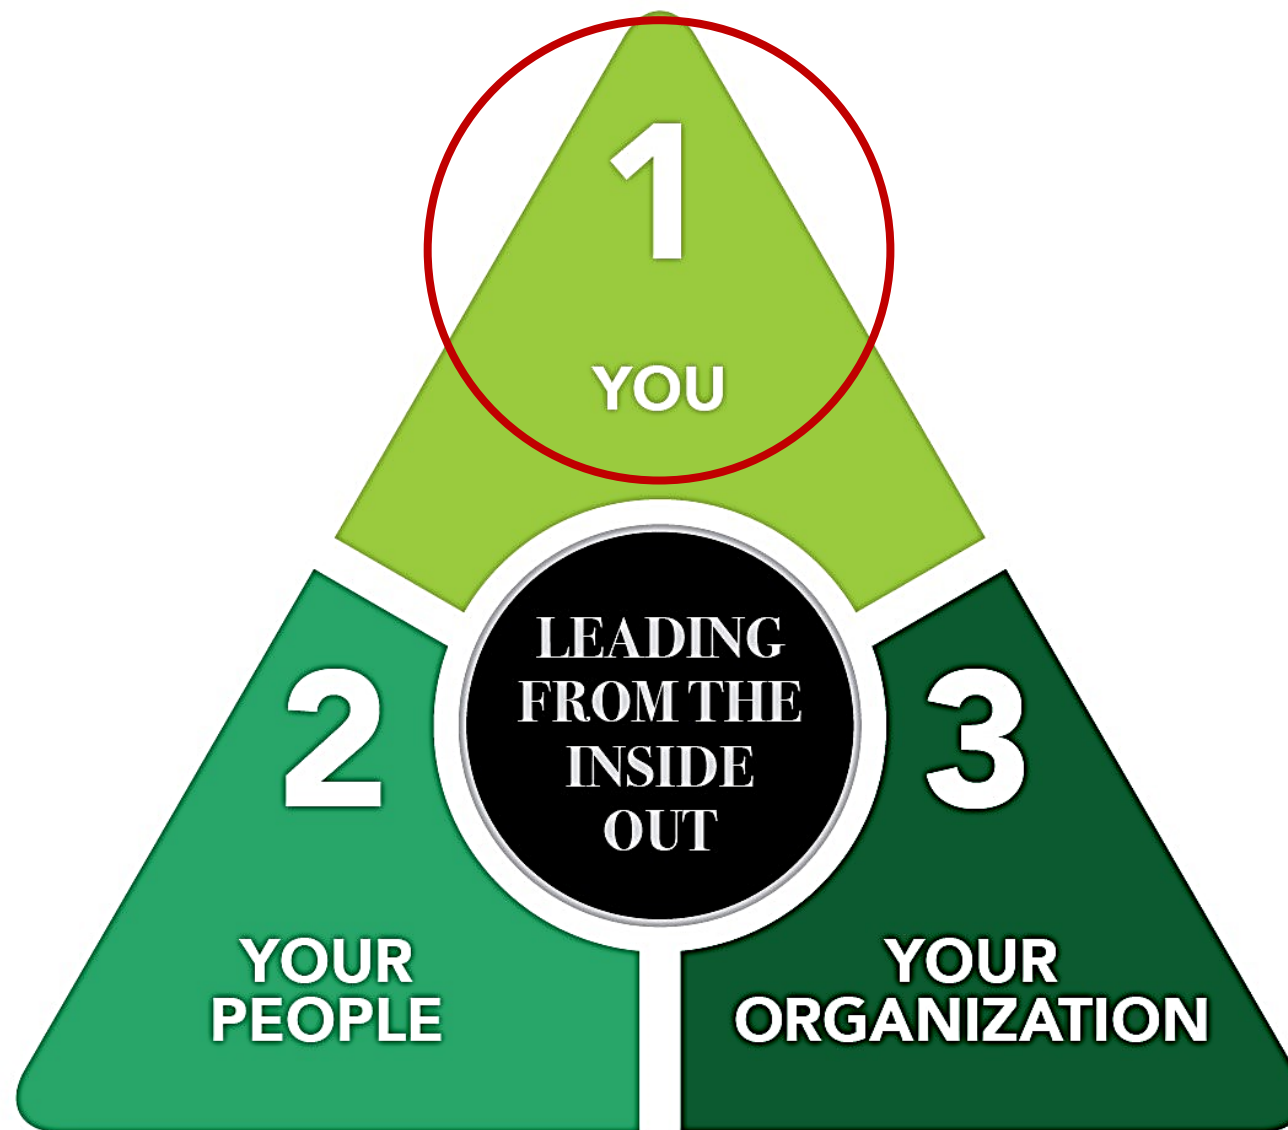 1
YOU
LEADING
FROM THE
INSIDE
OUT
2
YOUR
PEOPLE
3
YOUR
ORGANIZATION